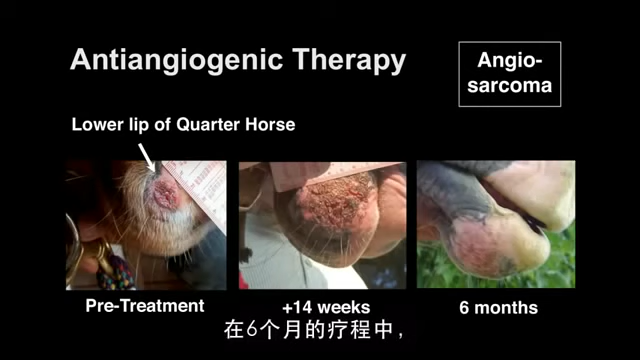 Antiangiogenic Therapy
Angio-
sarcoma
Lower lip of Quarter Horse
Pre-Treatment
+14 weeks
6 months
在6个月的疗程中，